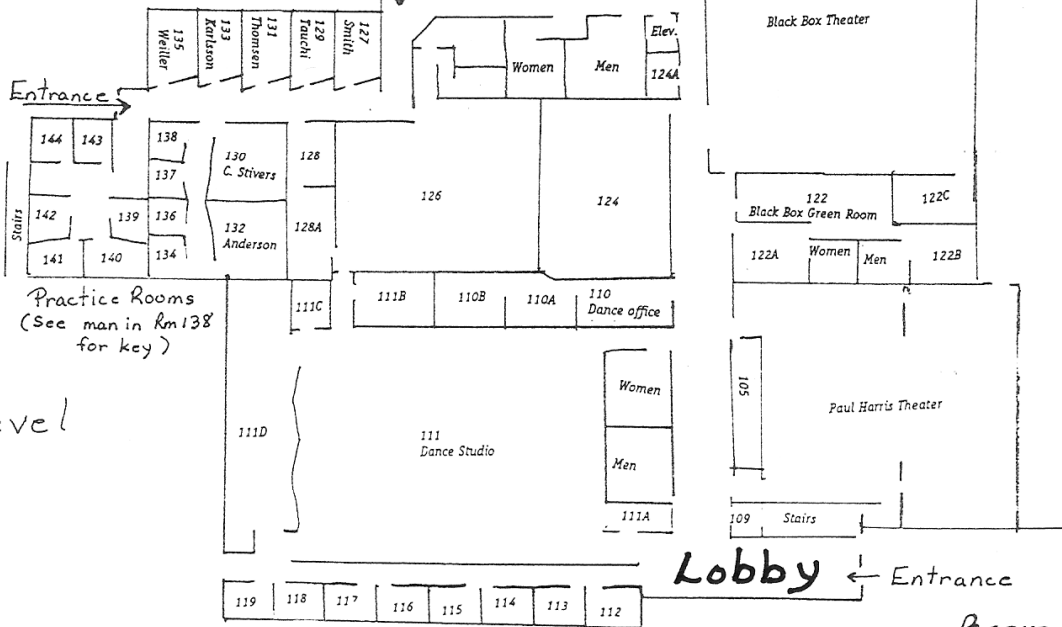 135
Weiller
133
Karlsson
131
Thomsen
129
Tauchi
127
Smith
Women
Men
Elev.
124A
Black Box Theater
Entrance
144
143
138
137
130
C. Stivers
128
126
124
122
Black Box Green Room
122C
Stairs
142
139
136
132
Anderson
128A
141
140
134
122A
Women
Men
122B
Practice Rooms
(See man in Rm 138
for key)
111C
111B
110B
110A
110
Dance office
Women
105
Paul Harris Theater
111D
111
Dance Studio
Men
111A
109
Stairs
Lobby
Entrance
119
118
117
116
115
114
113
112